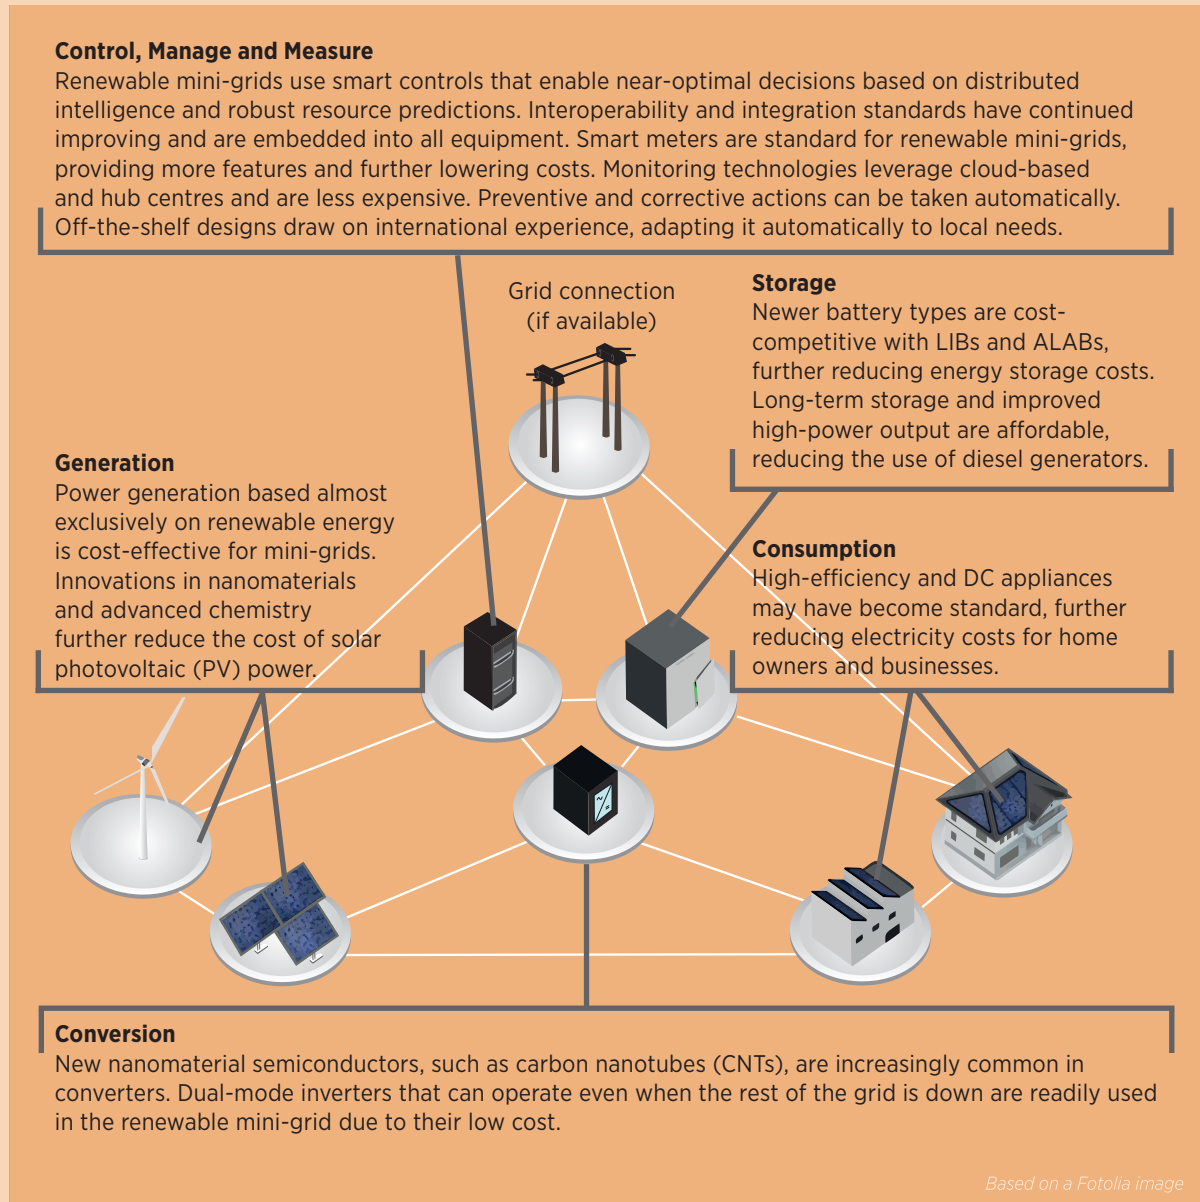 Control, Manage and Measure
Renewable mini-grids use smart controls that enable near-optimal decisions based on distributed
intelligence and robust resource predictions. Interoperability and integration standards have continued
improving and are embedded into all equipment. Smart meters are standard for renewable mini-grids,
providing more features and further lowering costs. Monitoring technologies leverage cloud-based
and hub centres and are less expensive. Preventive and corrective actions can be taken automatically.
Off-the-shelf designs draw on international experience, adapting it automatically to local needs.
Grid connection
(if available)
Storage
Newer battery types are cost-
competitive with LIBs and ALABs,
further reducing energy storage costs.
Long-term storage and improved
high-power output are affordable,
reducing the use of diesel generators.
Generation
Power generation based almost
exclusively on renewable energy
is cost-effective for mini-grids.
Innovations in nanomaterials
and advanced chemistry
further reduce the cost of solar
photovoltaic (PV) power.
Consumption
High-efficiency and DC appliances
may have become standard, further
reducing electricity costs for home
owners and businesses.
Conversion
New nanomaterial semiconductors, such as carbon nanotubes (CNTs), are increasingly common in
converters. Dual-mode inverters that can operate even when the rest of the grid is down are readily used
in the renewable mini-grid due to their low cost.
Based on a Fotolia image